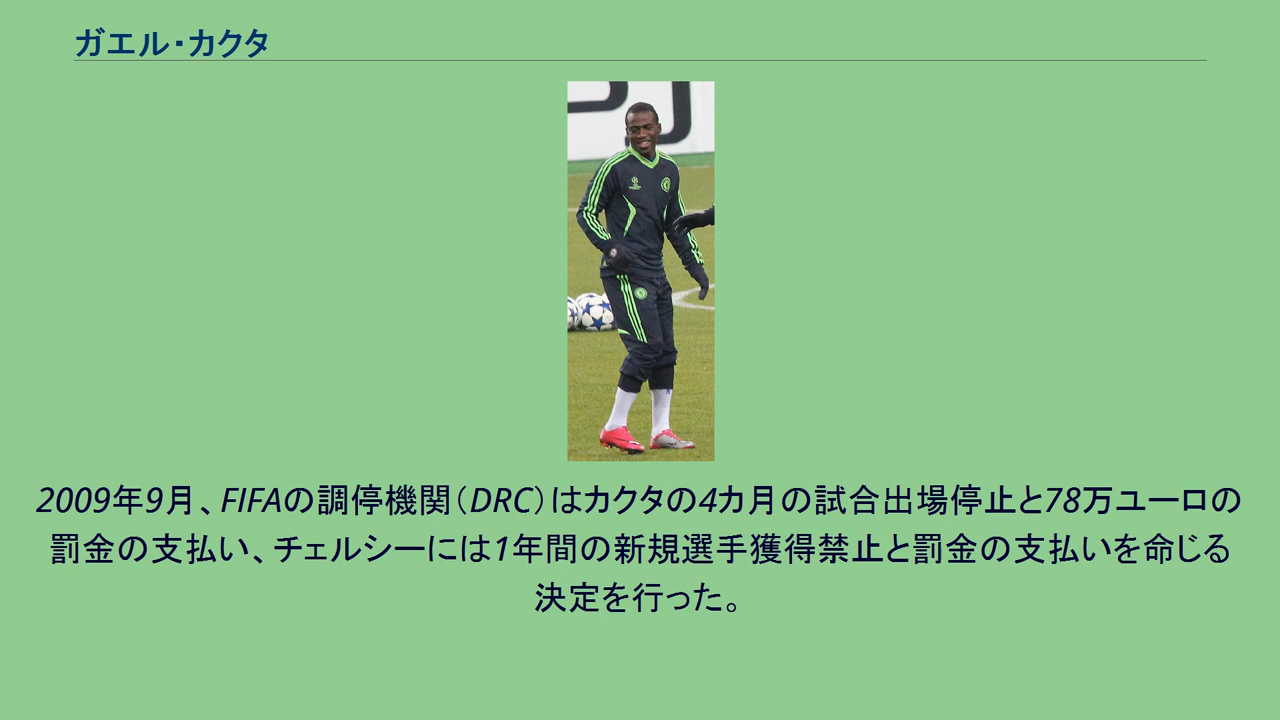 ガエル・カクタ
2009年9月、FIFAの調停機関（DRC）はカクタの4カ月の試合出場停止と78万ユーロの
罰金の支払い、チェルシーには1年間の新規選手獲得禁止と罰金の支払いを命じる
決定を行った。